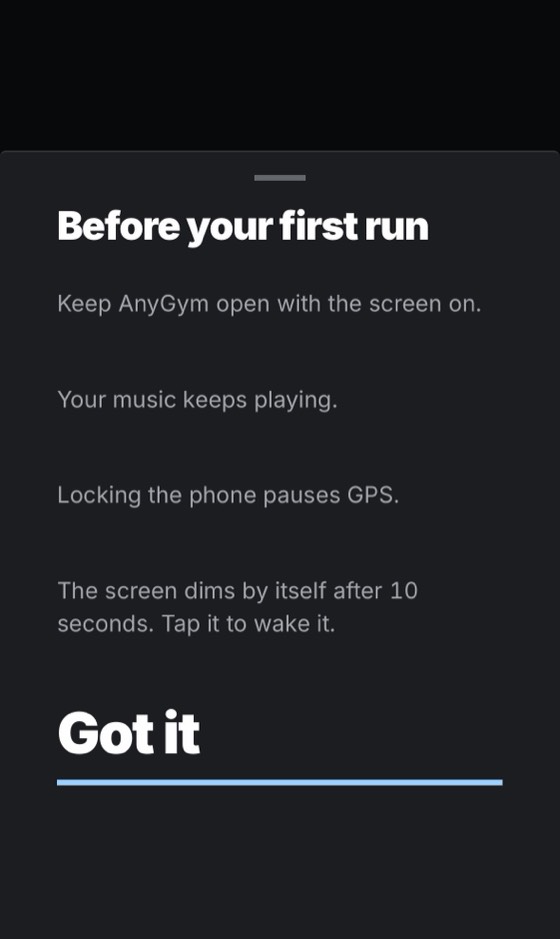 Before your first run
Keep AnyGym open with the screen on.
Your music keeps playing.
Locking the phone pauses GPS.
The screen dims by itself after 10
seconds. Tap it to wake it.
Got it